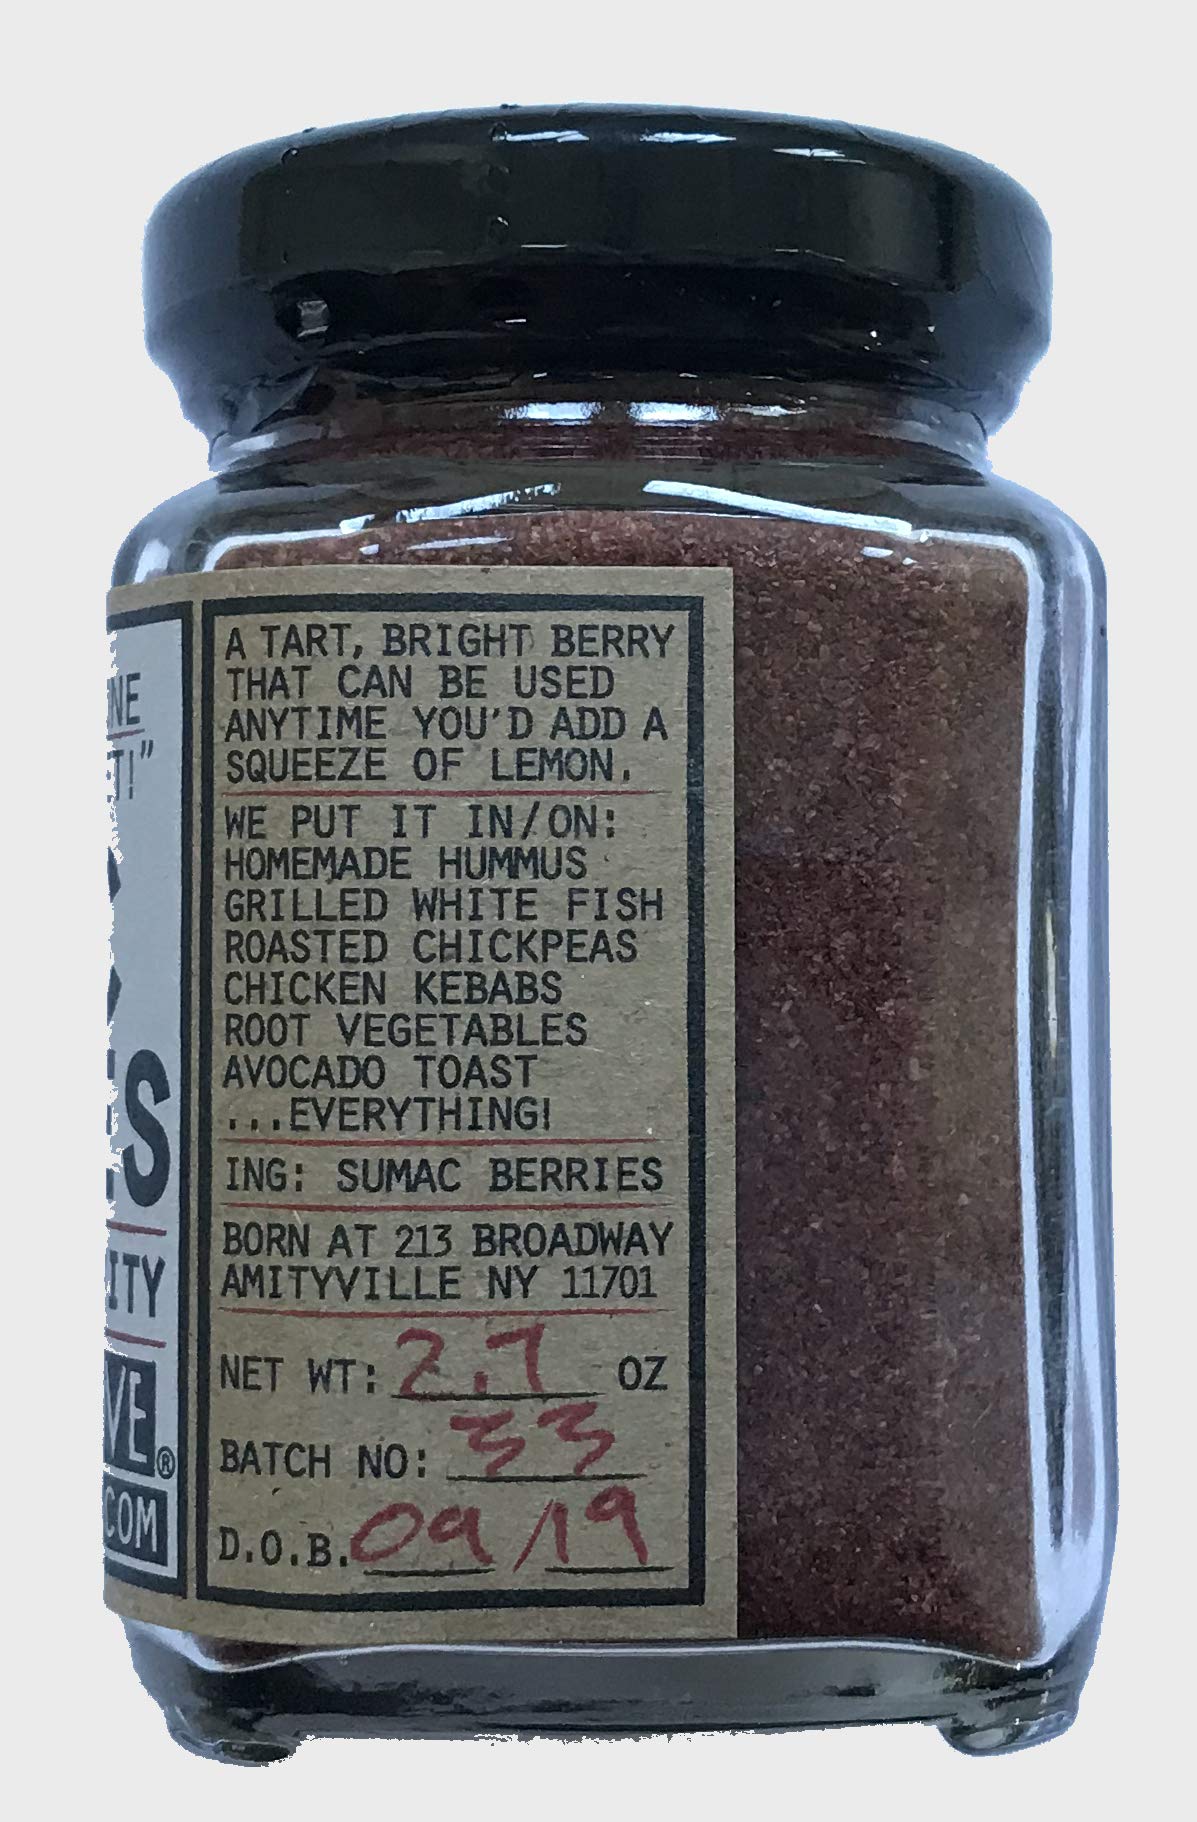 A TART, BRIGHT BERRY
THAT CAN BE USED
ANYTIME YOU'D ADD A
SQUEEZE OF LEMON.
WE PUT IT IN/ON:
HOMEMADE HUMMUS
GRILLED WHITE FISH
ROASTED CHICKPEAS
CHICKEN KEBABS
ROOT VEGETABLES
AVOCADO TOAST
...EVERYTHING!
ING: SUMAC BERRIES
BORN AT 213 BROADWAY
AMITYVILLE NY 11701
NET WT: 2.7 OZ
BATCH NO: 33
D.O.B. 09/19